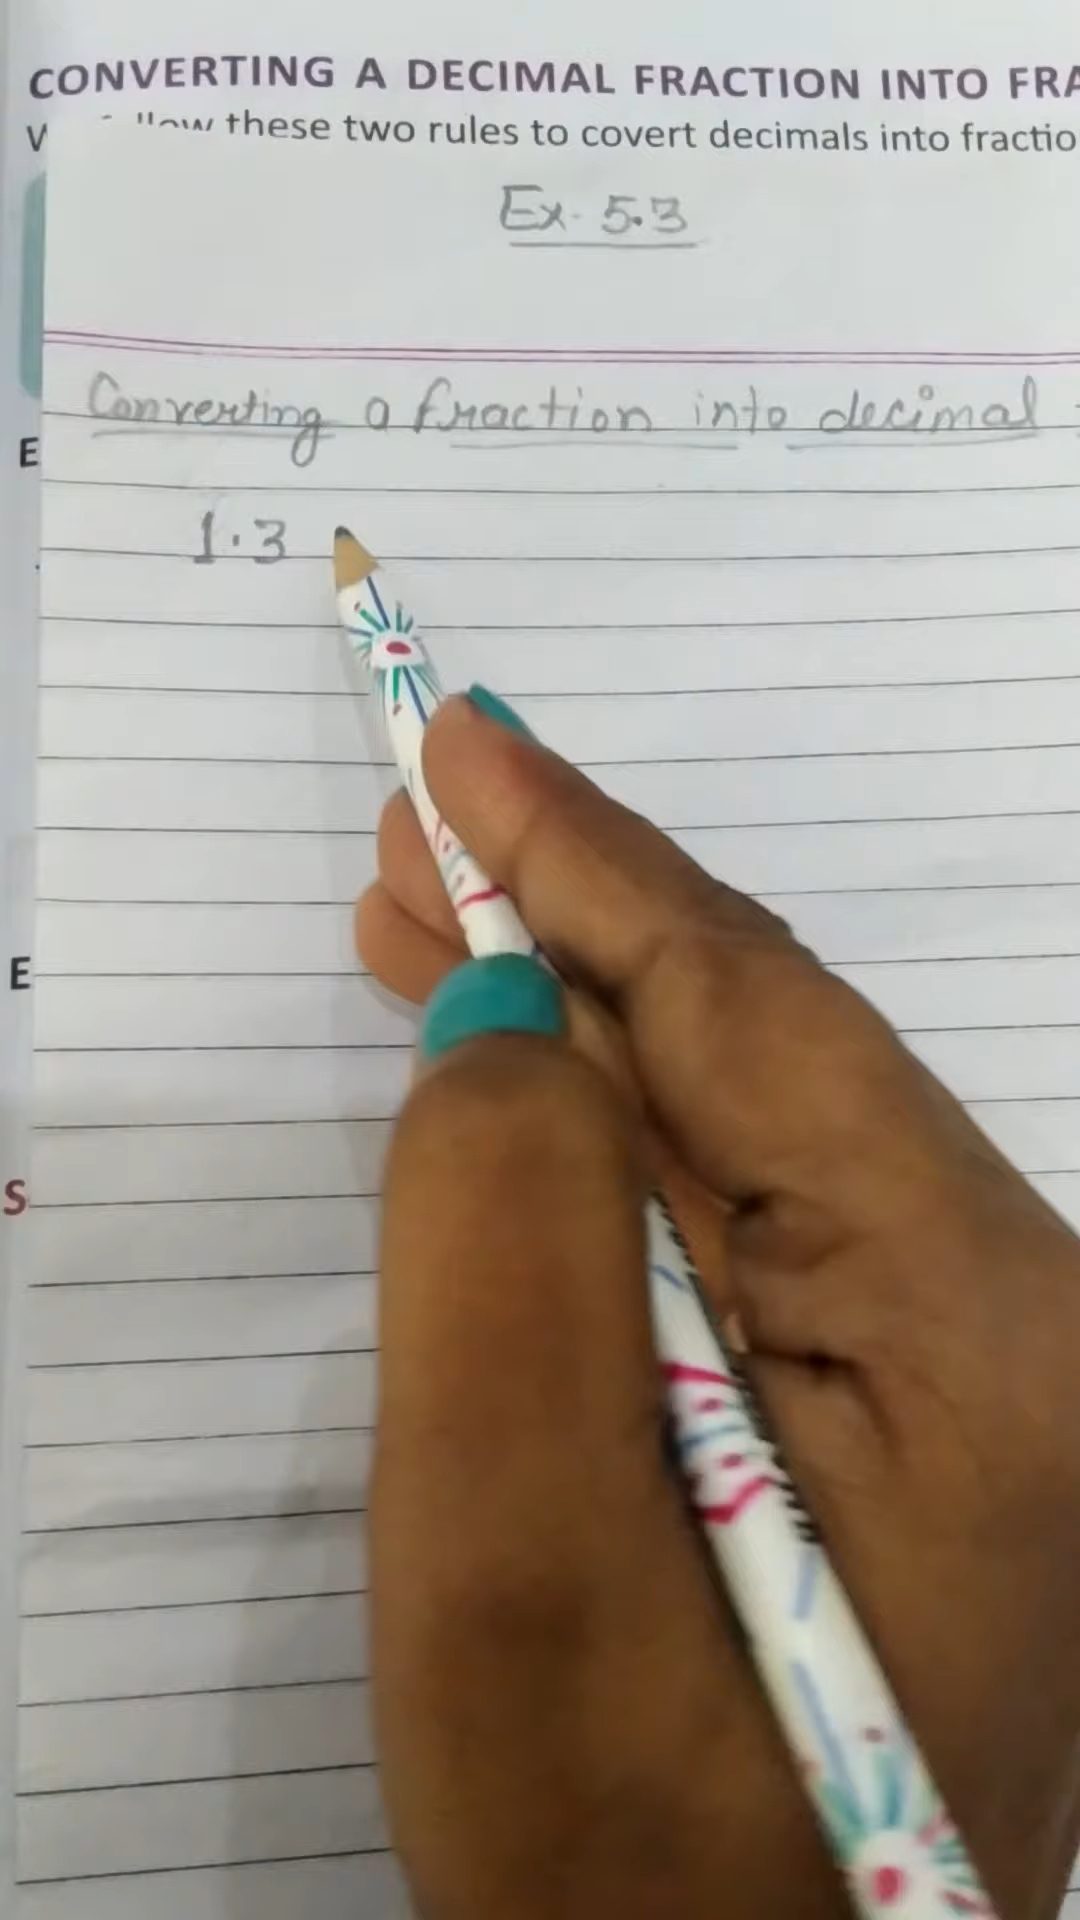 CONVERTING A DECIMAL FRACTION INTO FRA
these two rules to covert decimals into fractio
Ex. 5.3
Converting a fraction into decimal
E
1.3
E
S